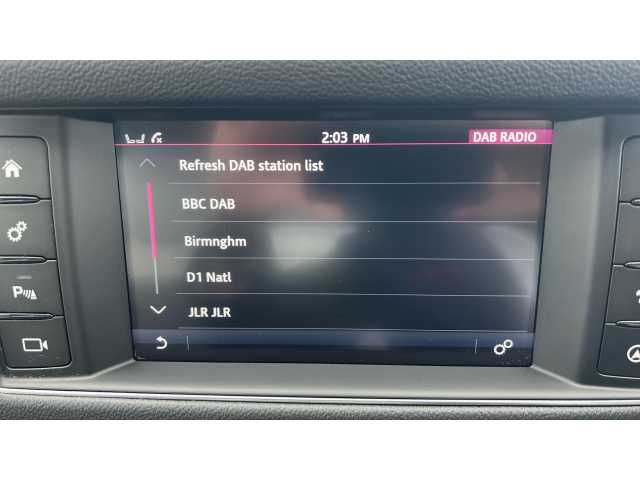 2:03 PM
DAB RADIO
Refresh DAB station list
BBC DAB
Birmnghm
D1 Natl
JLR JLR
P